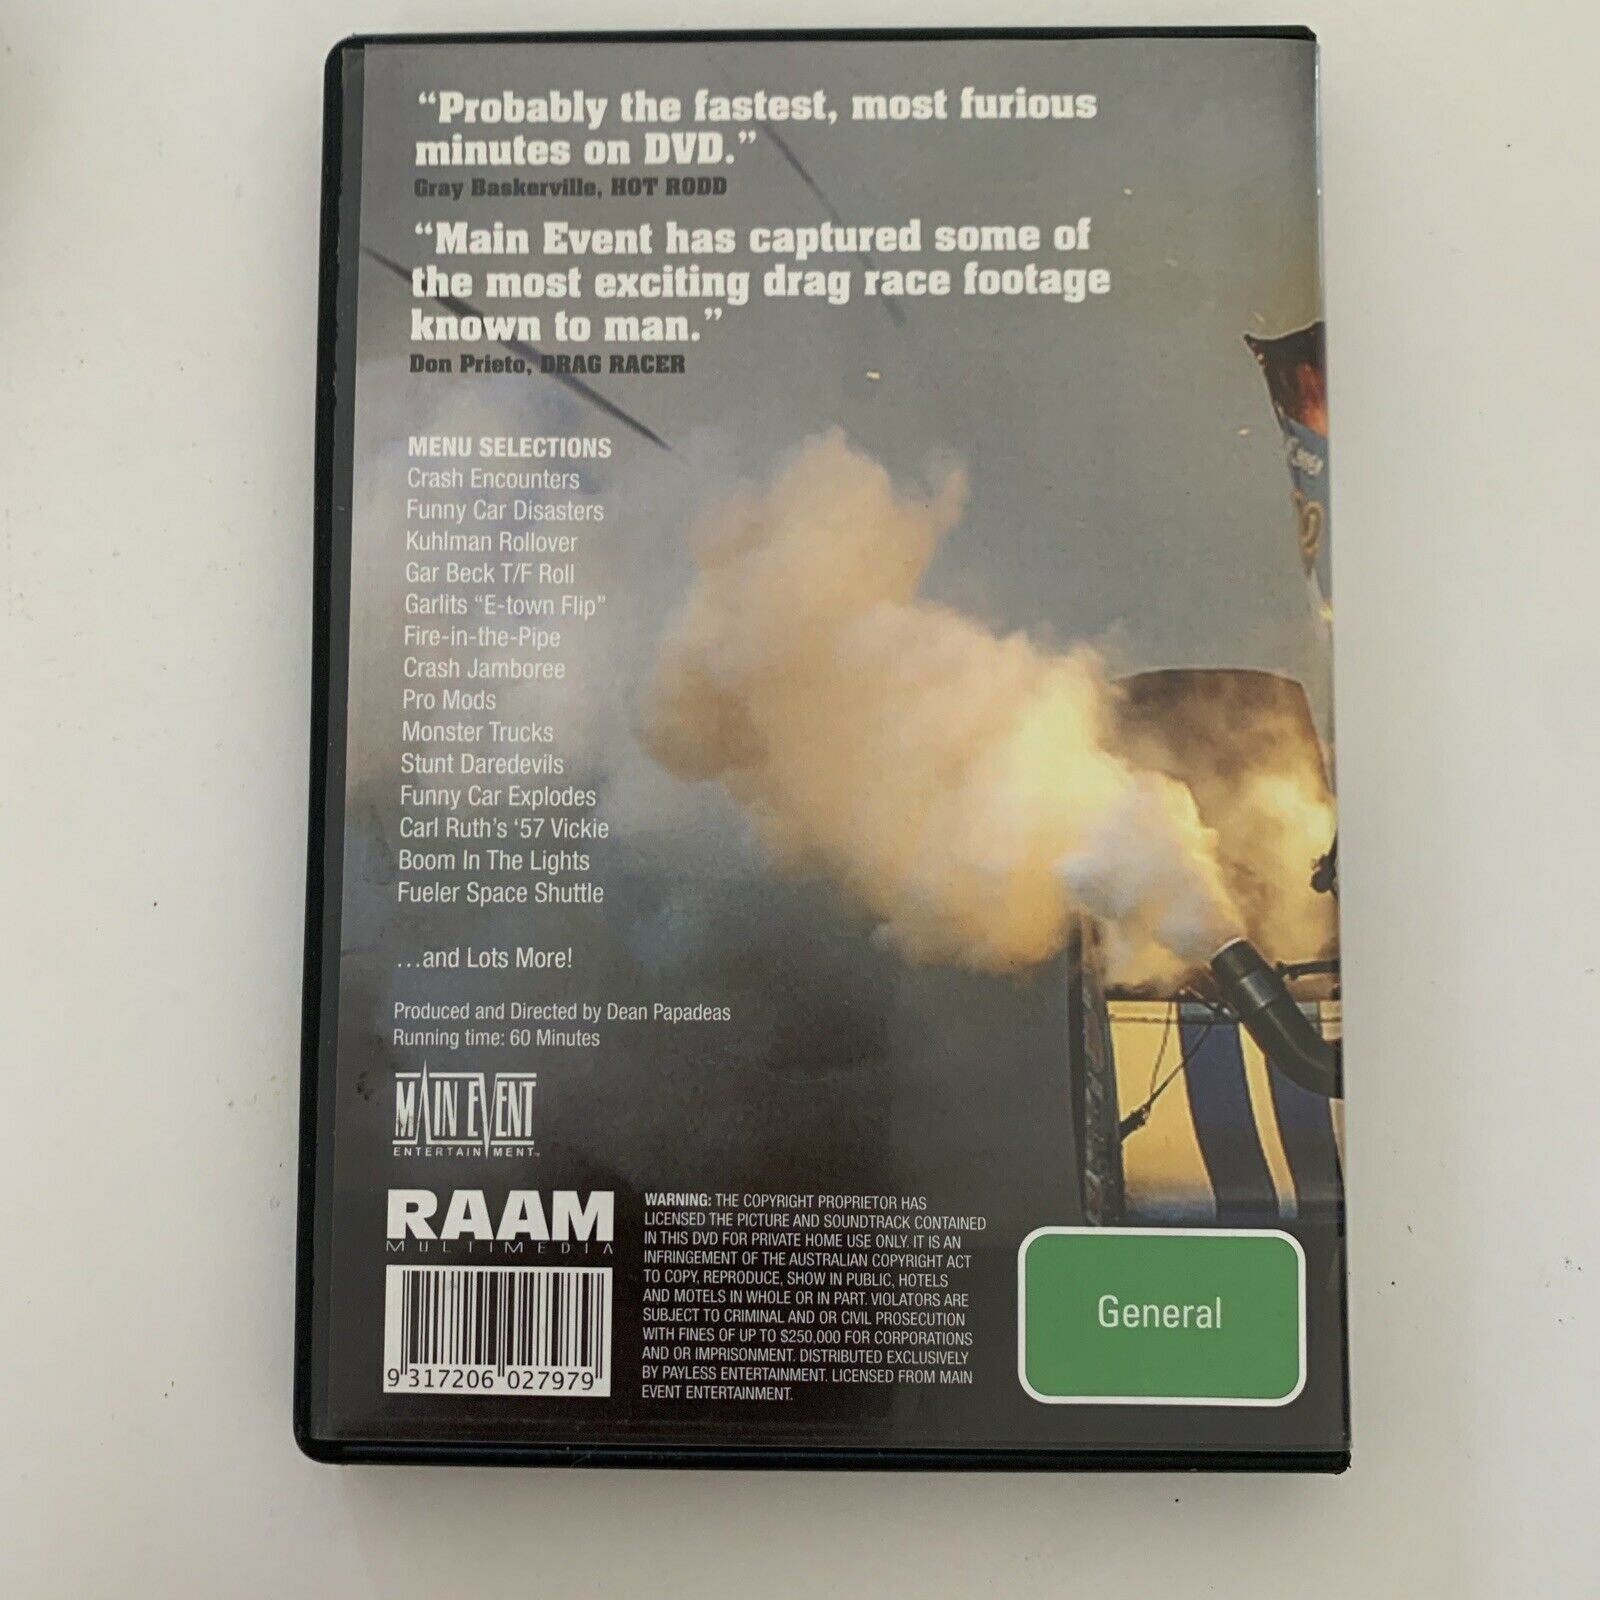 “Probably the fastest, most furious
minutes on DVD.”
Gray Baskerville, HOT RODD
“Main Event has captured some of
the most exciting drag race footage
known to man.”
Don Prieto, DRAG RACER
MENU SELECTIONS
Crash Encounters
Funny Car Disasters
Kuhlman Rollover
Gar Beck T/F Roll
Garlits “E-town Flip”
Fire-in-the-Pipe
Crash Jamboree
Pro Mods
Monster Trucks
Stunt Daredevils
Funny Car Explodes
Carl Ruth’s ‘57 Vickie
Boom In The Lights
Fueler Space Shuttle
...and Lots More!
Produced and Directed by Dean Papadeas
Running time: 60 Minutes
MAIN EVENT
ENTERTAINMENT™
RAAM
MULTIMEDIA
9 317206 027979
WARNING: THE COPYRIGHT PROPRIETOR HAS
LICENSED THE PICTURE AND SOUNDTRACK CONTAINED
IN THIS DVD FOR PRIVATE HOME USE ONLY. IT IS AN
INFRINGEMENT OF THE AUSTRALIAN COPYRIGHT ACT
TO COPY, REPRODUCE, SHOW IN PUBLIC, HOTELS
AND MOTELS IN WHOLE OR IN PART. VIOLATORS ARE
SUBJECT TO CRIMINAL AND OR CIVIL PROSECUTION
WITH FINES OF UP TO $250,000 FOR CORPORATIONS
AND OR IMPRISONMENT. DISTRIBUTED EXCLUSIVELY
BY PAYLESS ENTERTAINMENT. LICENSED FROM MAIN
EVENT ENTERTAINMENT.
General